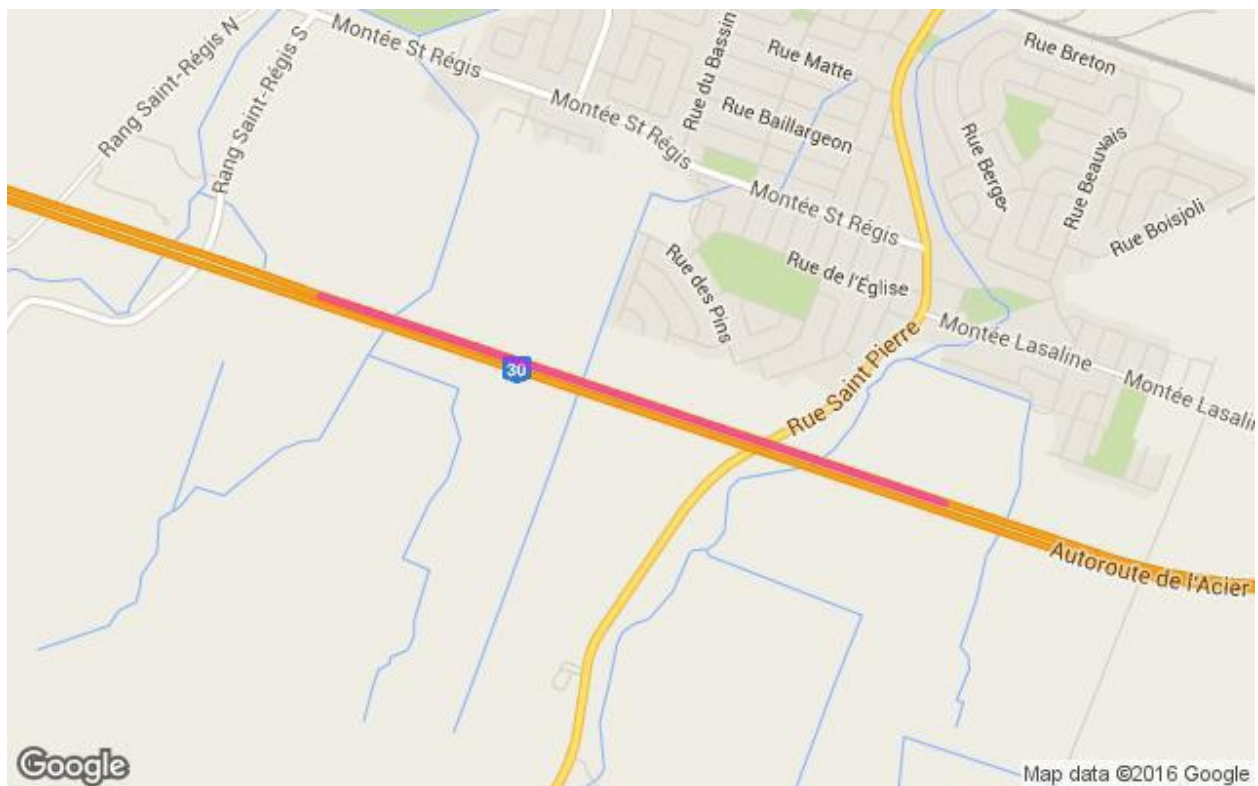 Montée St Régis
Rang Saint-Régis N
Rang Saint-Régis S
Montée St Régis
Rue du Bassin
Rue Matte
Rue Baillargeon
Rue Breton
Rue Berger
Rue Beauvais
Rue Boisjoli
Montée St Régis
Rue de l'Église
Rue des Pins
Montée Lasaline
Montée Lasalin
Rue Saint Pierre
30
Autoroute de l'Acier
Google
Map data ©2016 Google